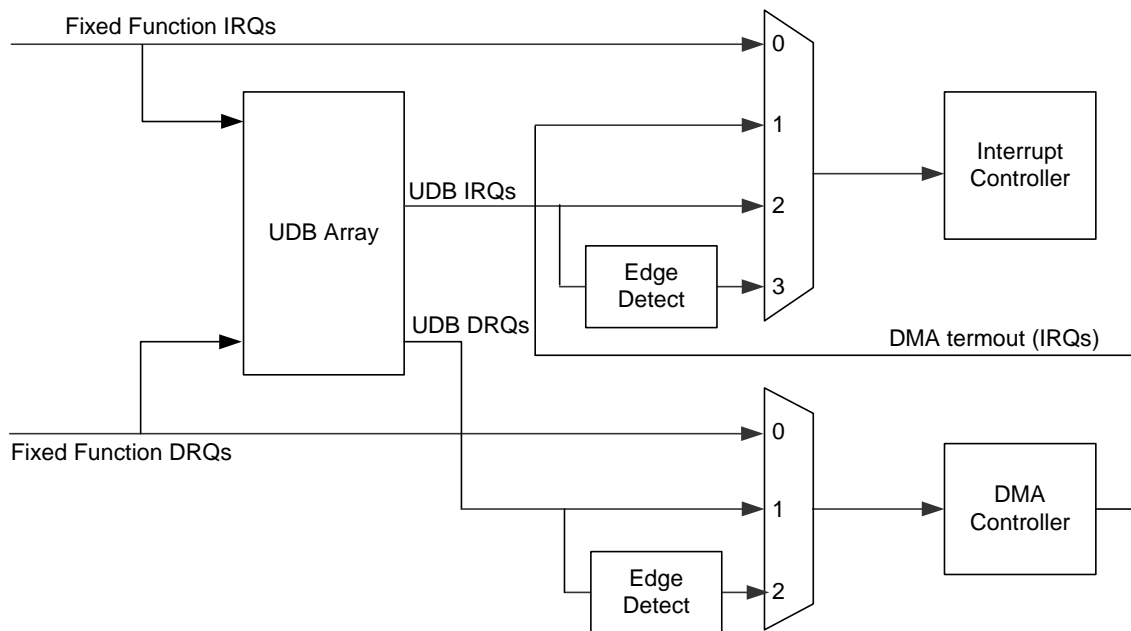 Fixed Function IRQs
0
1
Interrupt
Controller
UDB IRQs
2
UDB Array
Edge
Detect
3
UDB DRQs
DMA termout (IRQs)
0
Fixed Function DRQs
1
DMA
Controller
Edge
Detect
2